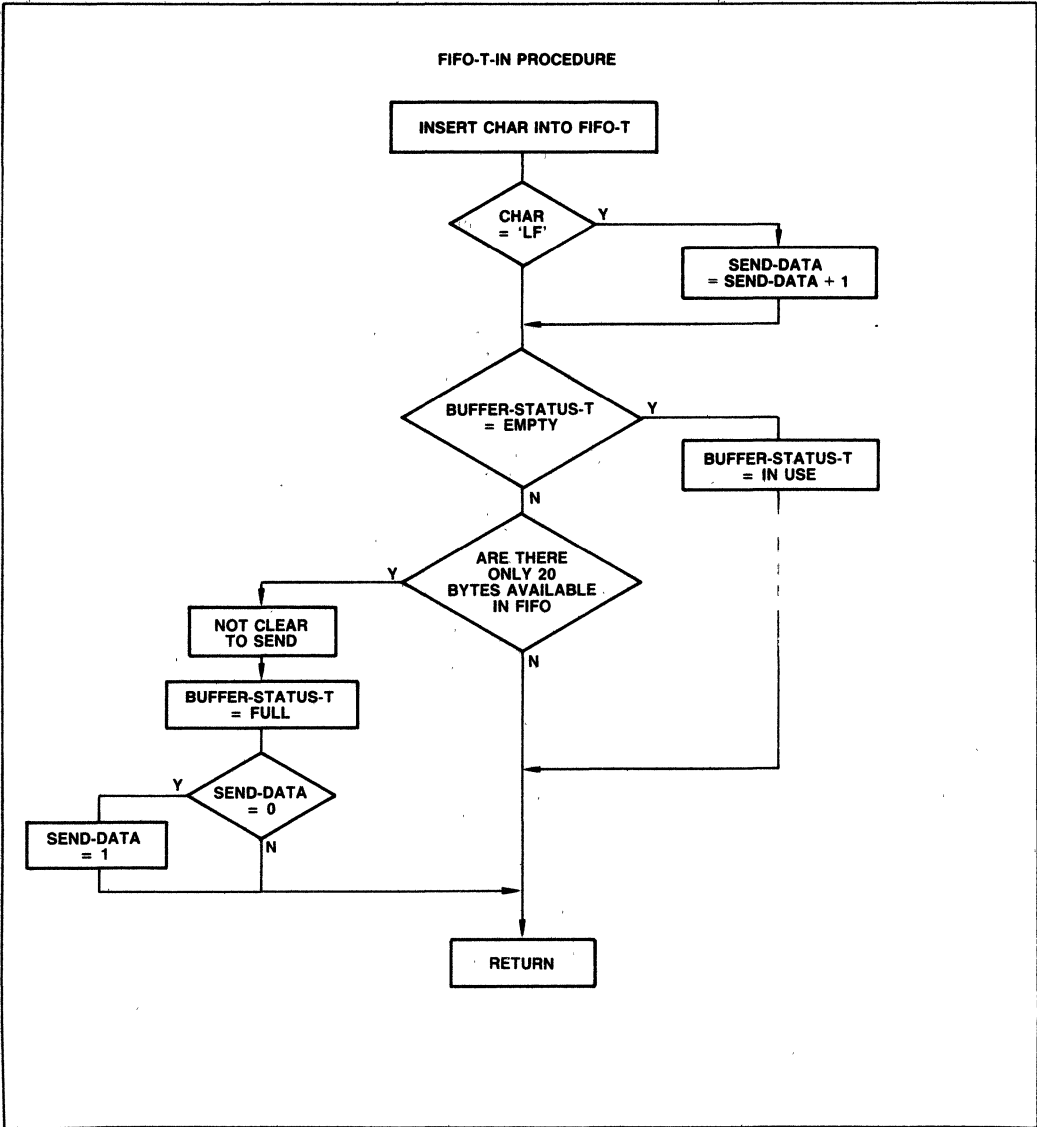 FIFO-T-IN PROCEDURE
INSERT CHAR INTO FIFO-T
CHAR
= 'LF'
Y
SEND-DATA
= SEND-DATA + 1
BUFFER-STATUS-T
= EMPTY
Y
BUFFER-STATUS-T
= IN USE
N
ARE THERE
ONLY 20
BYTES AVAILABLE
IN FIFO
Y
NOT CLEAR
TO SEND
N
BUFFER-STATUS-T
= FULL
SEND-DATA
= 0
Y
SEND-DATA
= 1
N
RETURN